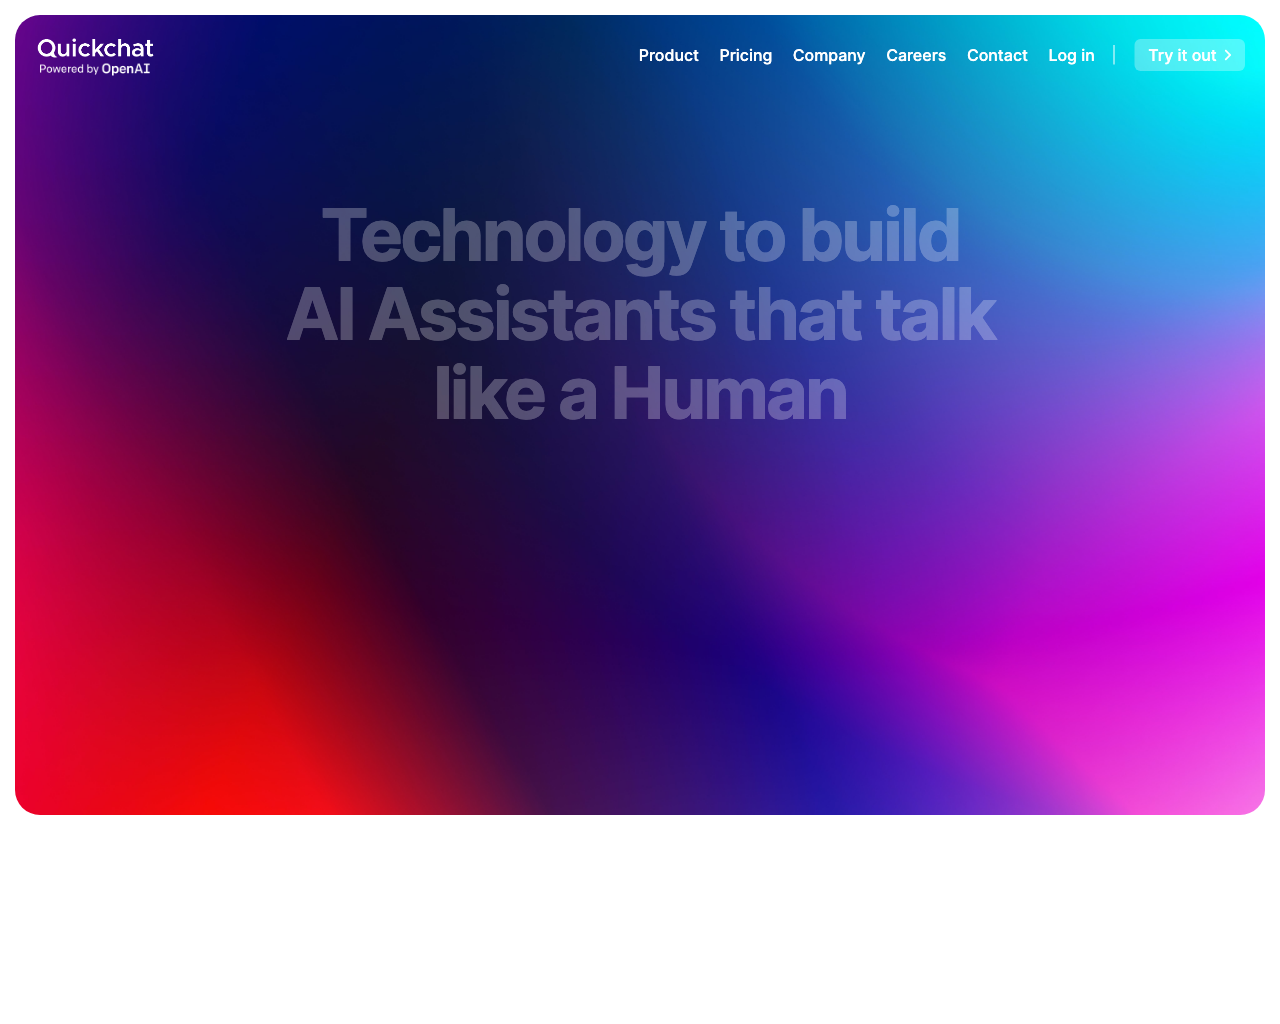 Quickchat
Powered by OpenAI
Product
Pricing
Company
Careers
Contact
Log in
Try it out
Technology to build
AI Assistants that talk
like a Human